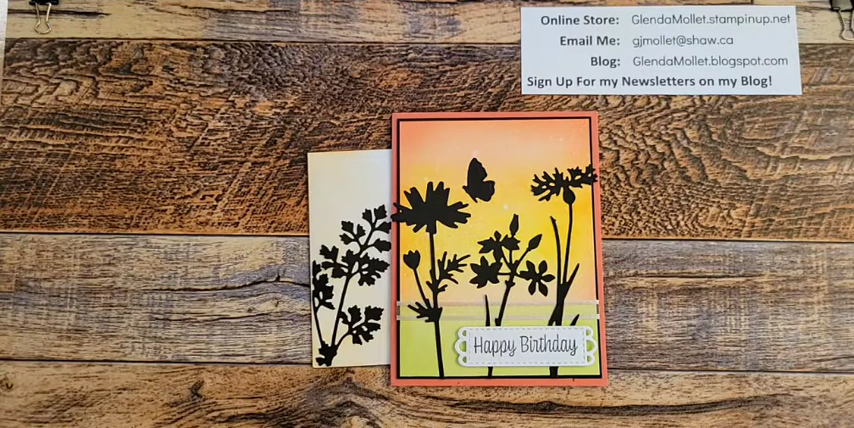 Online Store: GlendaMollet.stampinup.net
Email Me: gjmollet@shaw.ca
Blog: GlendaMollet.blogspot.com
Sign Up For my Newsletters on my Blog!
Happy Birthday